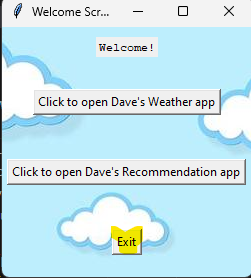 Welcome Scr...
Welcome!
Click to open Dave's Weather app
Click to open Dave's Recommendation app
Exit